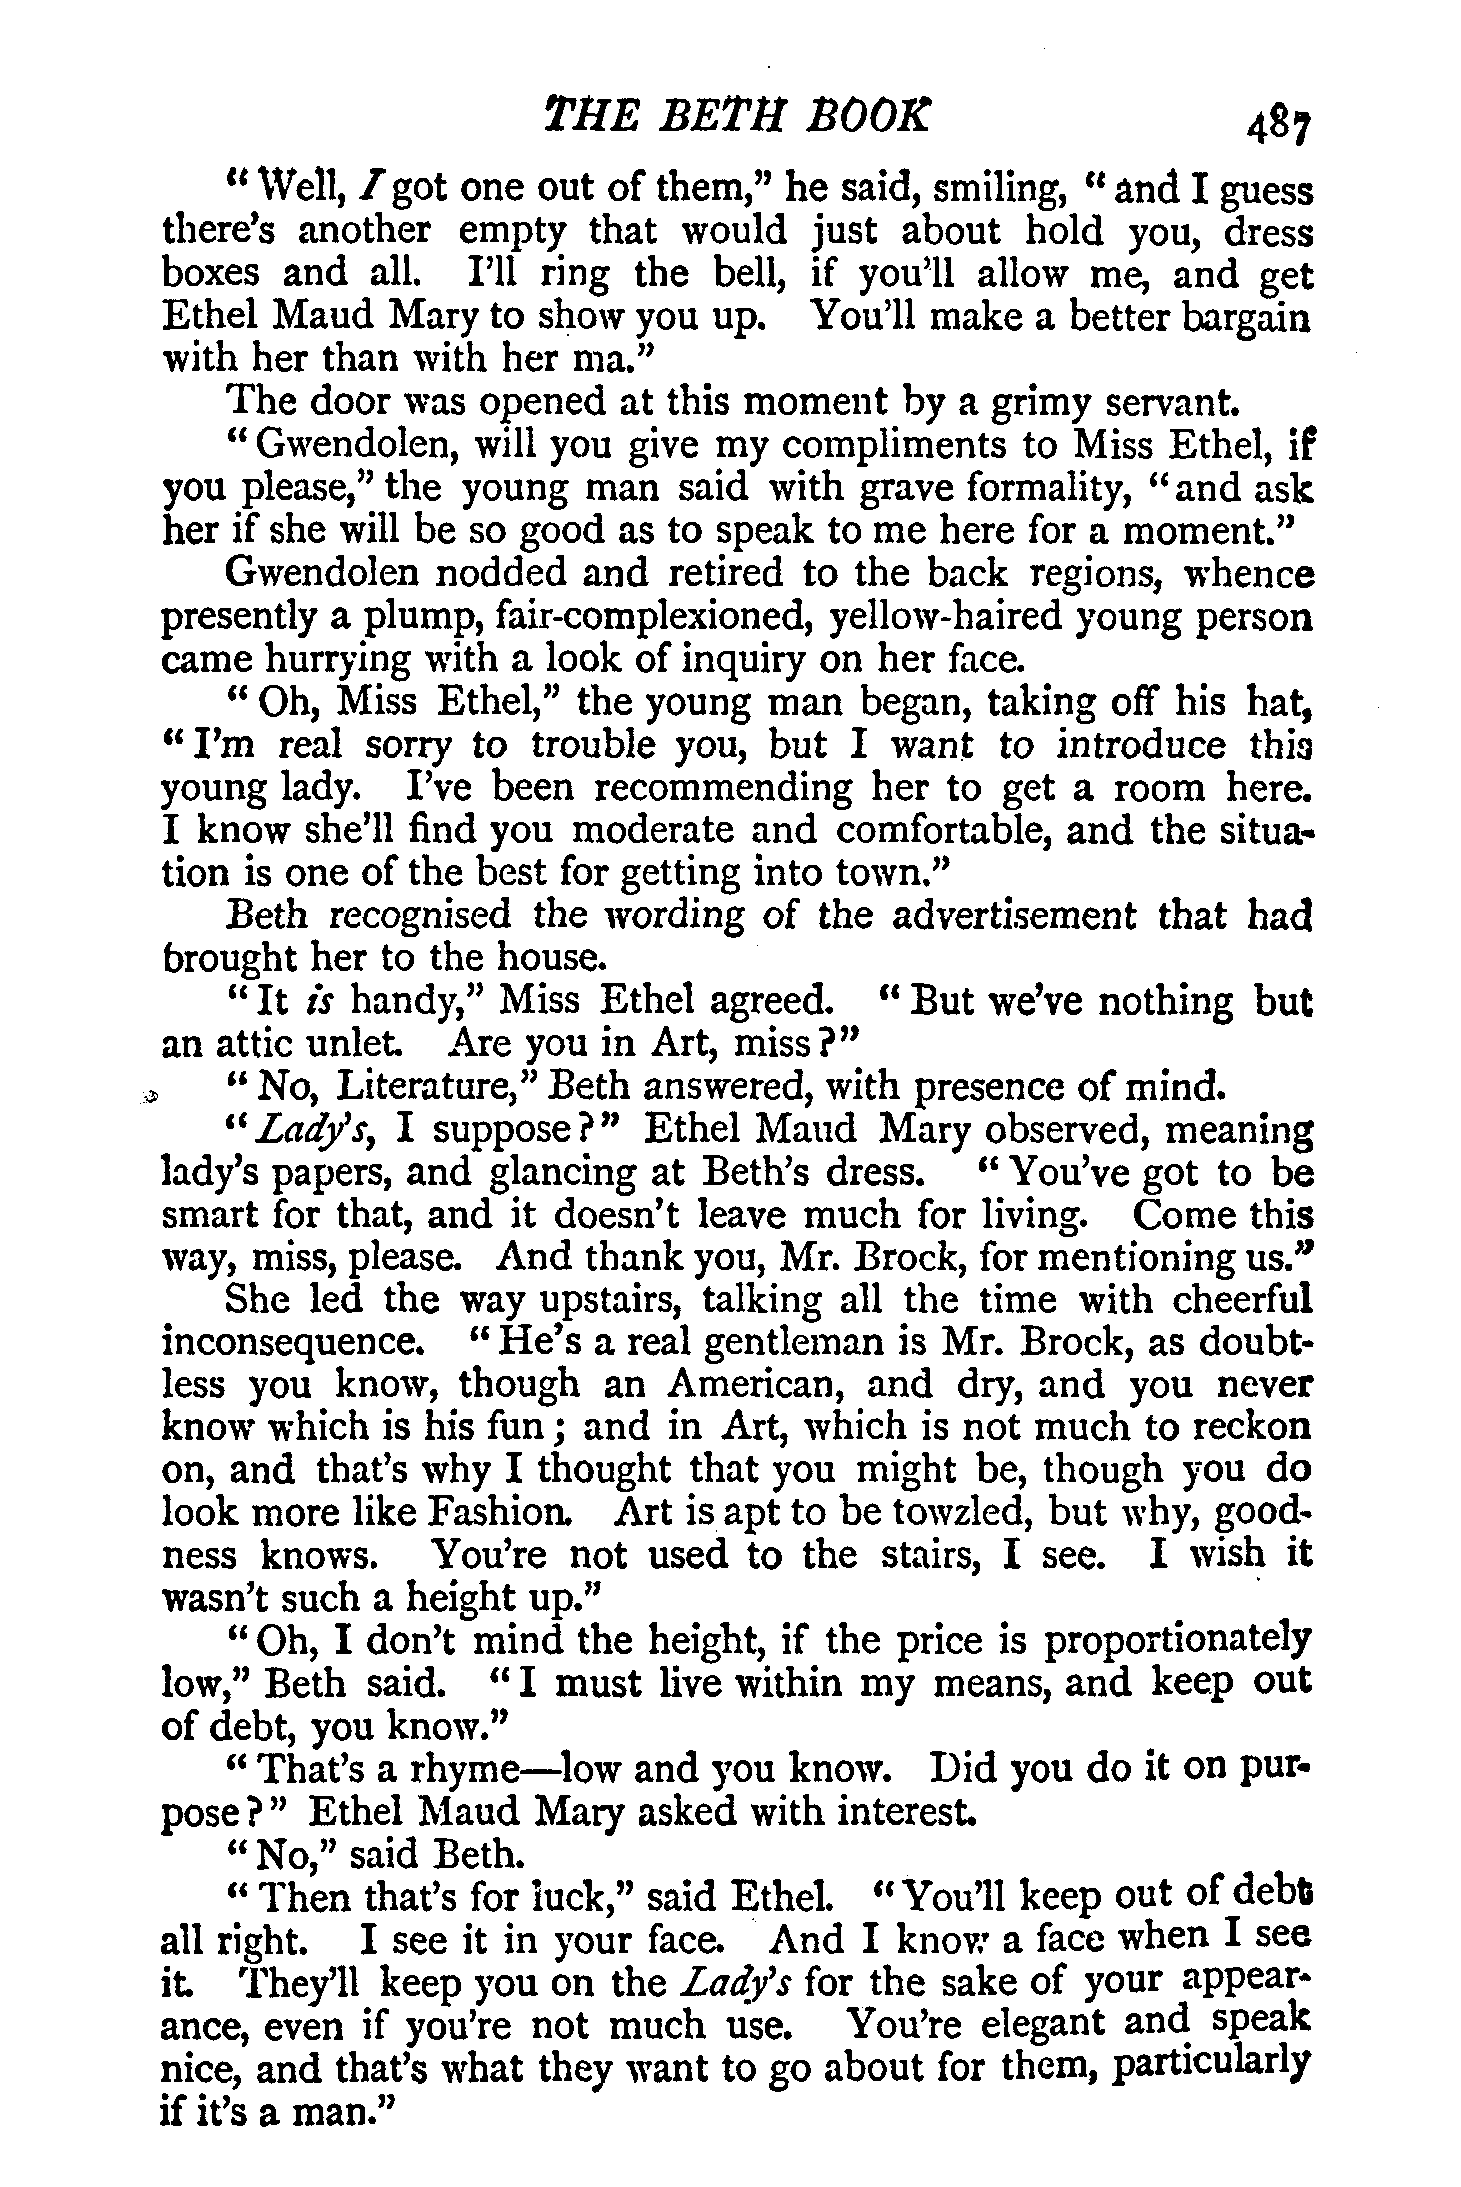 THE BETH BOOK 487
“Well, I got one out of them,” he said, smiling, “and I guess
there’s another empty that would just about hold you, dress
boxes and all. I’ll ring the bell, if you’ll allow me, and get
Ethel Maud Mary to show you up. You’ll make a better bargain
with her than with her ma.”
The door was opened at this moment by a grimy servant.
“Gwendolen, will you give my compliments to Miss Ethel, if
you please,” the young man said with grave formality, “and ask
her if she will be so good as to speak to me here for a moment.”
Gwendolen nodded and retired to the back regions, whence
presently a plump, fair-complexioned, yellow-haired young person
came hurrying with a look of inquiry on her face.
“Oh, Miss Ethel,” the young man began, taking off his hat,
“I’m real sorry to trouble you, but I want to introduce this
young lady. I’ve been recommending her to get a room here.
I know she’ll find you moderate and comfortable, and the situa-
tion is one of the best for getting into town.”
Beth recognised the wording of the advertisement that had
brought her to the house.
“It is handy,” Miss Ethel agreed. “But we’ve nothing but
an attic unlet. Are you in Art, miss?”
“No, Literature,” Beth answered, with presence of mind.
“Lady’s, I suppose?” Ethel Maud Mary observed, meaning
lady’s papers, and glancing at Beth’s dress. “You’ve got to be
smart for that, and it doesn’t leave much for living. Come this
way, miss, please. And thank you, Mr. Brock, for mentioning us.”
She led the way upstairs, talking all the time with cheerful
inconsequence. “He’s a real gentleman is Mr. Brock, as doubt-
less you know, though an American, and dry, and you never
know which is his fun; and in Art, which is not much to reckon
on, and that’s why I thought that you might be, though you do
look more like Fashion. Art is apt to be towzled, but why, good-
ness knows. You’re not used to the stairs, I see. I wish it
wasn’t such a height up.”
“Oh, I don’t mind the height, if the price is proportionately
low,” Beth said. “I must live within my means, and keep out
of debt, you know.”
“That’s a rhyme—low and you know. Did you do it on pur-
pose?” Ethel Maud Mary asked with interest.
“No,” said Beth.
“Then that’s for luck,” said Ethel. “You’ll keep out of debt
all right. I see it in your face. And I know a face when I see
it. They’ll keep you on the Lady’s for the sake of your appear-
ance, even if you’re not much use. You’re elegant and speak
nice, and that’s what they want to go about for them, particularly
if it’s a man.”